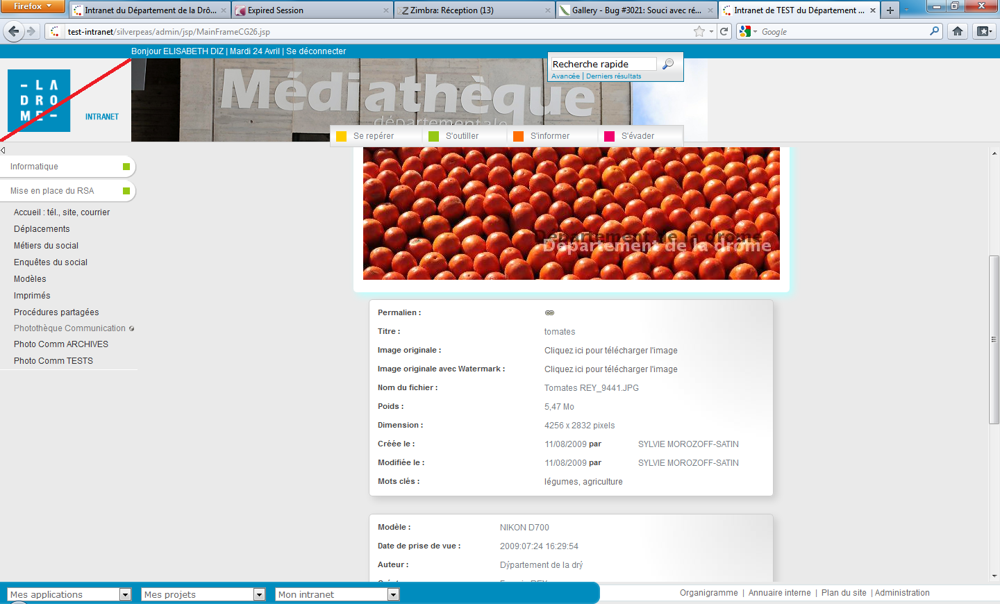 Firefox
Intranet du Département de la Drô...
Expired Session
Zimbra: Réception (13)
Gallery - Bug #3021: Souci avec ré...
Intranet de TEST du Département ...
test-intranet/silverpeas/admin/jsp/MainFrameCG26.jsp
Google
Bonjour ELISABETH DIZ | Mardi 24 Avril | Se déconnecter
LA
DRO
ME
INTRANET
Médiathèque
départementale
Recherche rapide
Avancée | Derniers résultats
Se repérer
S'outiller
S'informer
S'évader
Informatique
Mise en place du RSA
Accueil : tél., site, courrier
Déplacements
Métiers du social
Enquêtes du social
Modèles
Imprimés
Procédures partagées
Photothèque Communication
Photo Comm ARCHIVES
Photo Comm TESTS
Département de la drome
Département de la drome
Permalien :
Titre : tomates
Image originale : Cliquez ici pour télécharger l'image
Image originale avec Watermark : Cliquez ici pour télécharger l'image
Nom du fichier : Tomates REY_9441.JPG
Poids : 5,47 Mo
Dimension : 4256 x 2832 pixels
Créée le : 11/08/2009 par SYLVIE MOROZOFF-SATIN
Modifiée le : 11/08/2009 par SYLVIE MOROZOFF-SATIN
Mots clés : légumes, agriculture
Modèle : NIKON D700
Date de prise de vue : 2009:07:24 16:29:54
Auteur : Dýpartement de la drý
Mes applications
Mes projets
Mon intranet
Organigramme | Annuaire interne | Plan du site | Administration